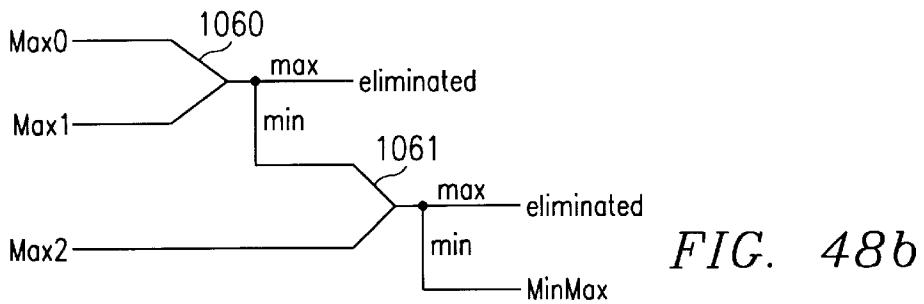 1060
Max0
max
eliminated
Max1
min
1061
max
eliminated
Max2
min
MinMax
FIG. 48b